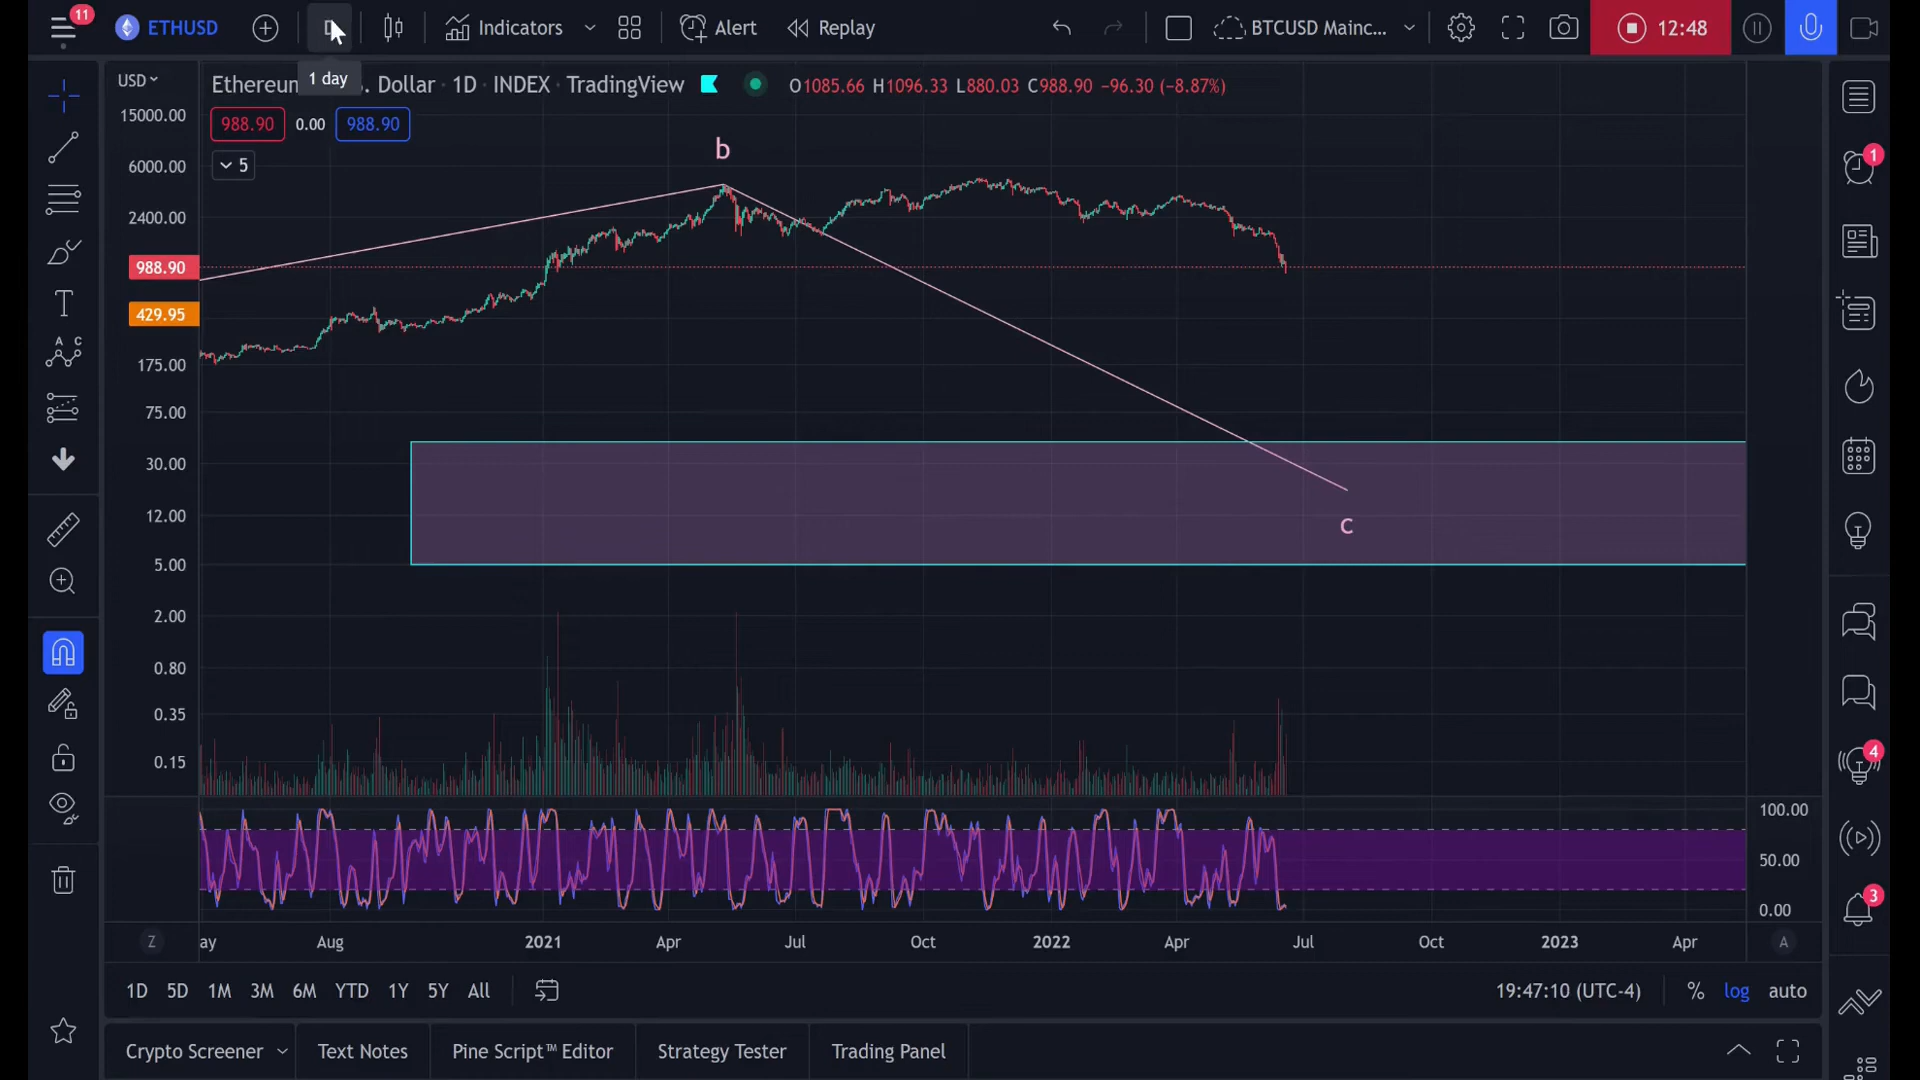 11
ETHUSD
D
Indicators
Alert
Replay
BTCUSD Mainc...
12:48
1 day
USD
Ethereum . Dollar · 1D · INDEX · TradingView
O1085.66 H1096.33 L880.03 C988.90 −96.30 (−8.87%)
988.90 0.00 988.90
5
15000.00
6000.00
2400.00
988.90
429.95
175.00
75.00
30.00
12.00
5.00
2.00
0.80
0.35
0.15
b
c
100.00
50.00
0.00
Z
ay Aug 2021 Apr Jul Oct 2022 Apr Jul Oct 2023 Apr
A
1D 5D 1M 3M 6M YTD 1Y 5Y All
19:47:10 (UTC-4) % log auto
Crypto Screener Text Notes Pine Script™ Editor Strategy Tester Trading Panel
T
A C
1
4
3